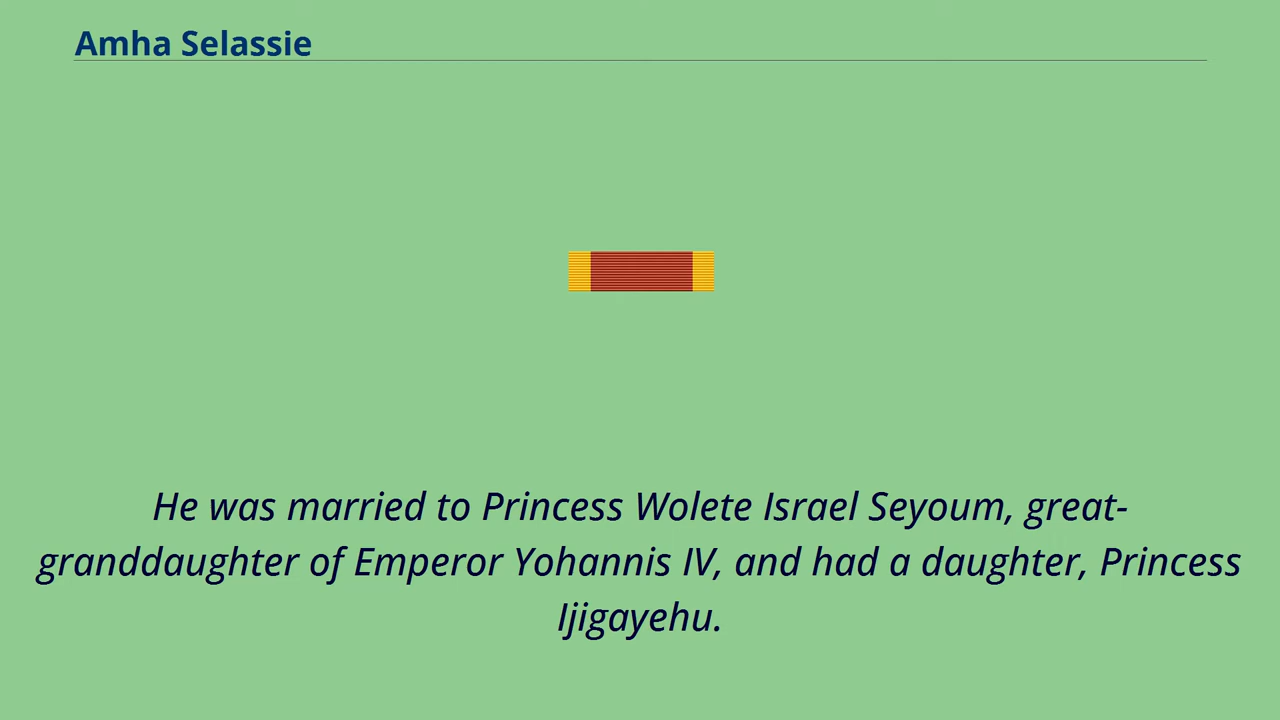 Amha Selassie
He was married to Princess Wolete Israel Seyoum, great-
granddaughter of Emperor Yohannis IV, and had a daughter, Princess
Ijigayehu.